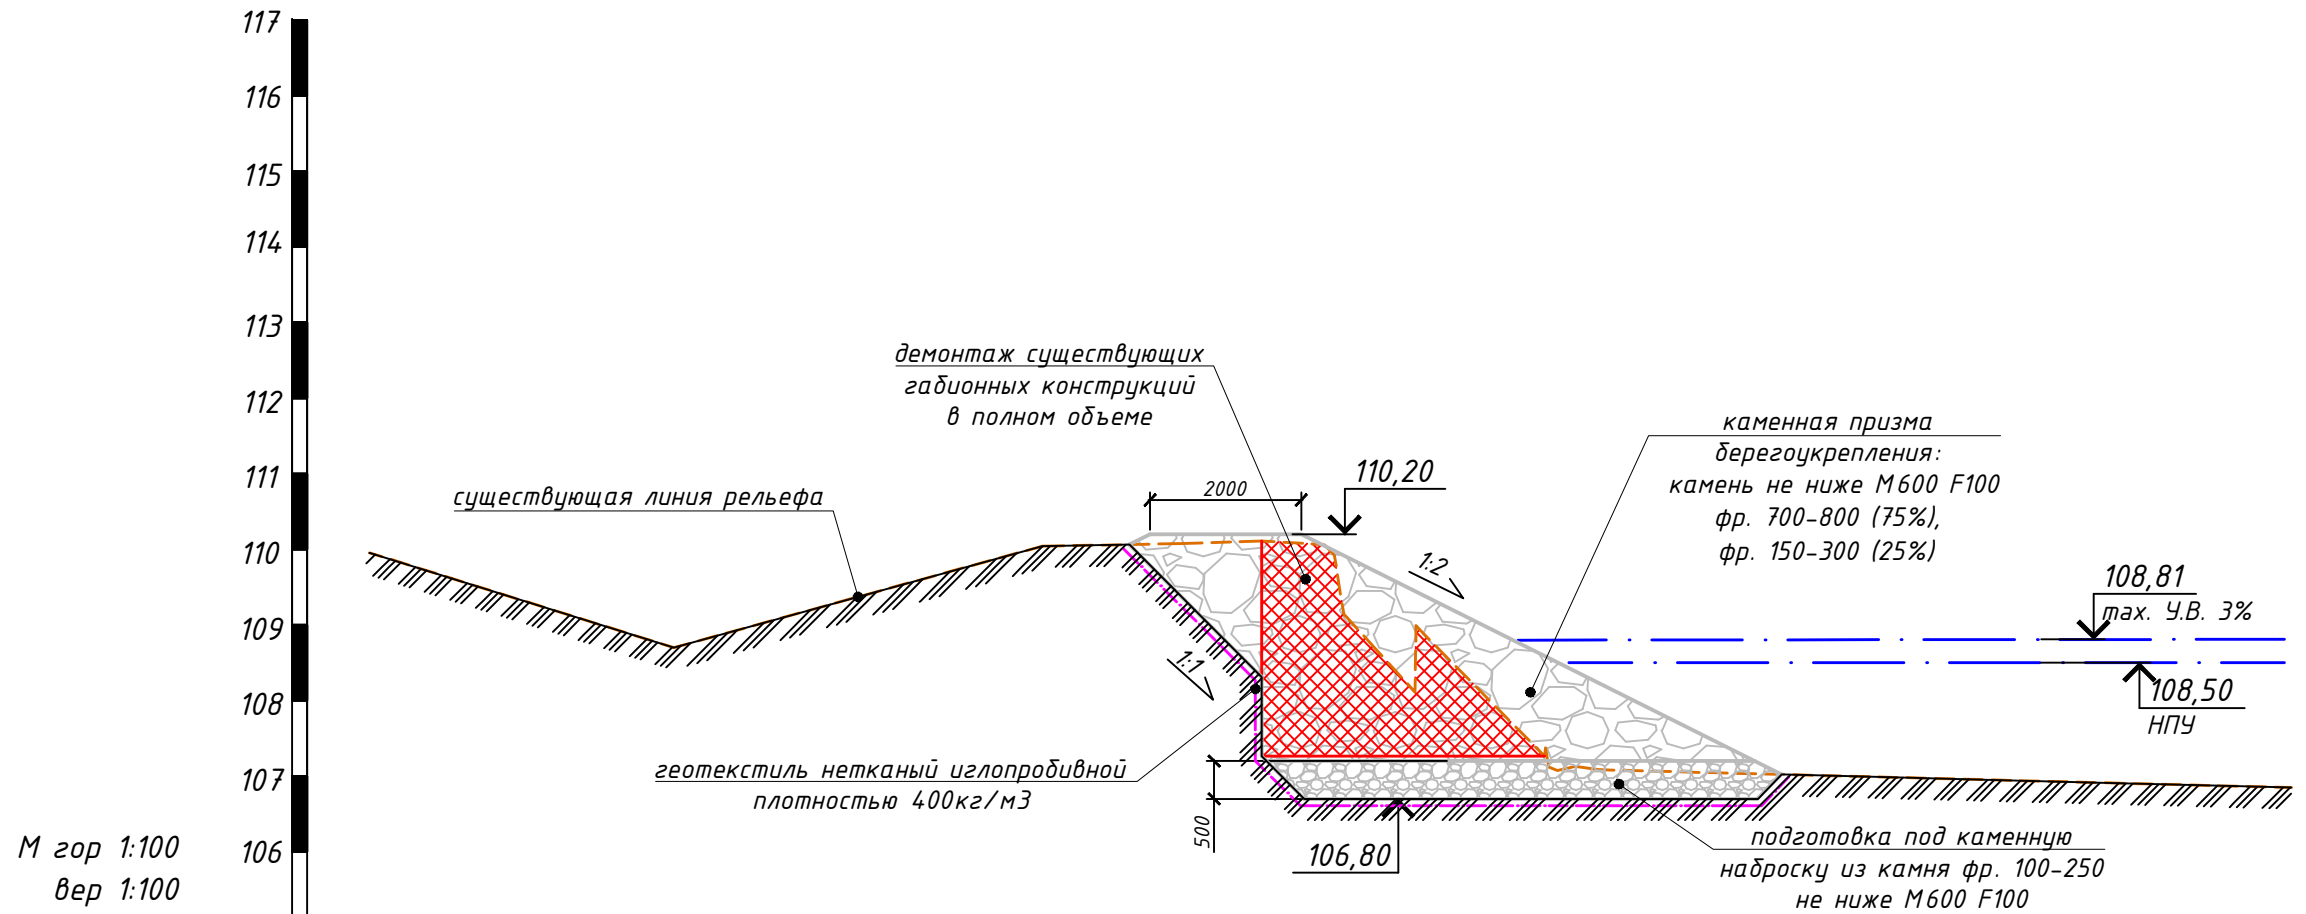 117
116
115
114
113
112
111
110
109
108
107
106
М гор 1:100
вер 1:100
существующая линия рельефа
демонтаж существующих
габионных конструкций
в полном объеме
2000
110,20
1:2
каменная призма
берегоукрепления:
камень не ниже М600 F100
фр. 700-800 (75%),
фр. 150-300 (25%)
108,81
max. У.В. 3%
108,50
НПУ
1:1
геотекстиль нетканый иглопробивной
плотностью 400кг/м3
500
106,80
подготовка под каменную
наброску из камня фр. 100-250
не ниже М600 F100